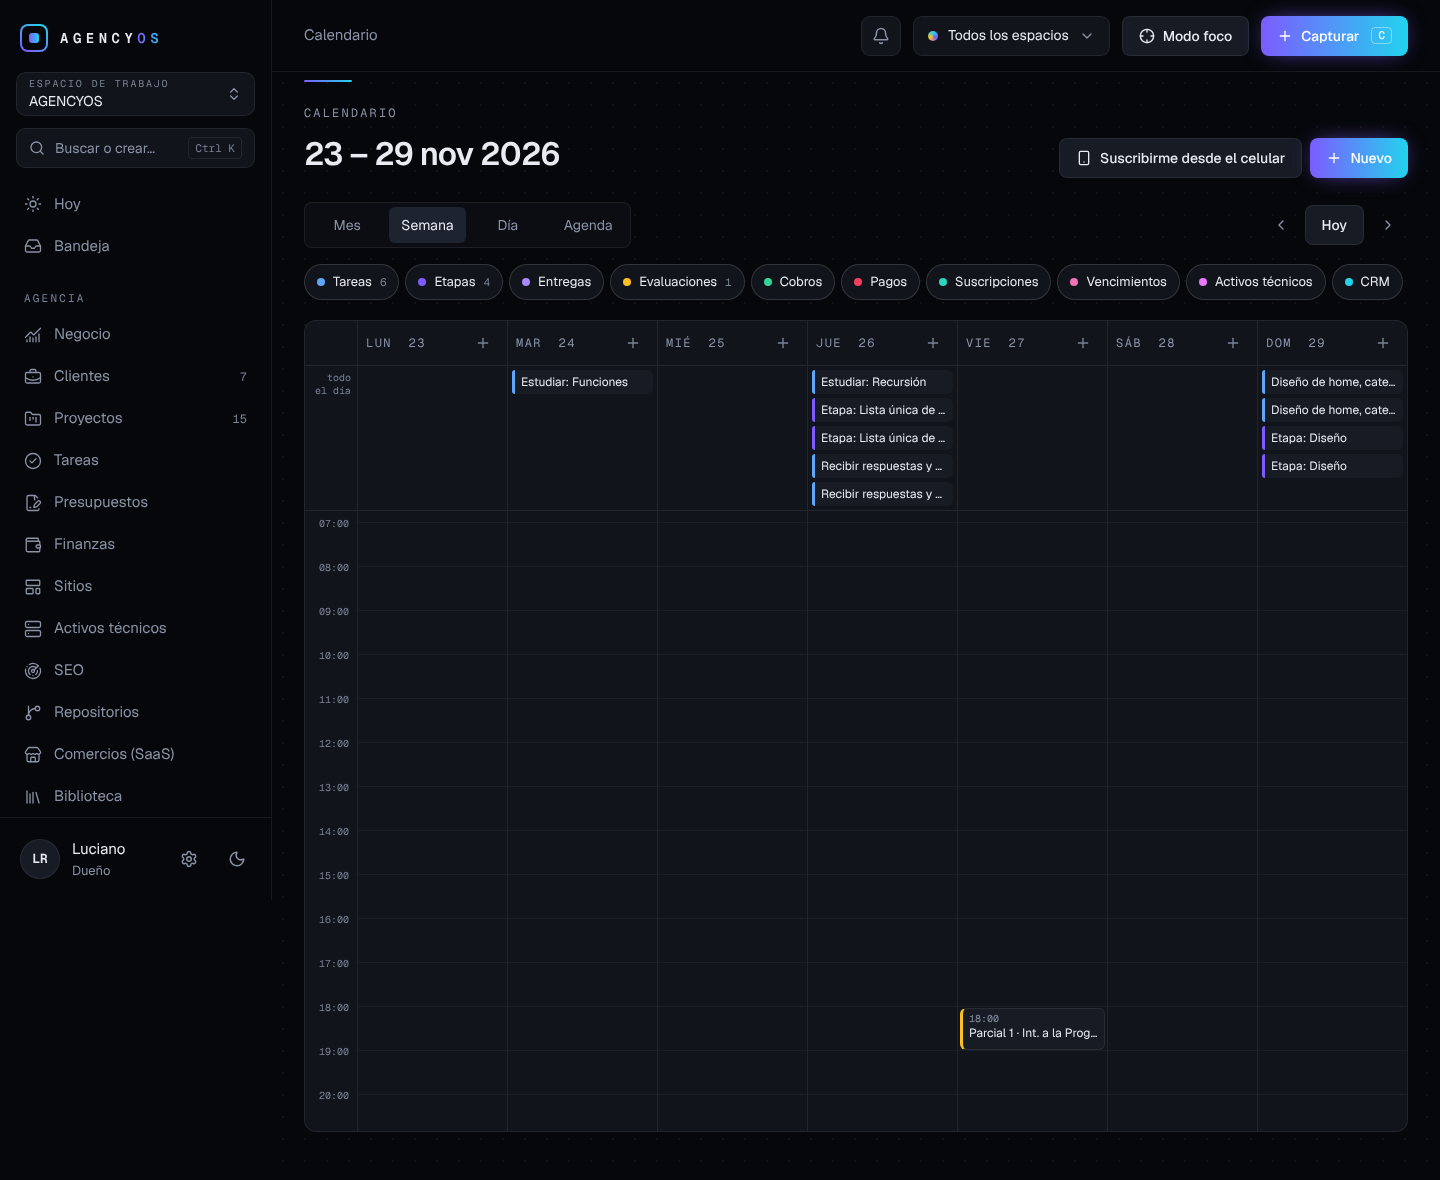 AGENCYOS
ESPACIO DE TRABAJO
AGENCYOS
Buscar o crear... Ctrl K
Hoy
Bandeja
AGENCIA
Negocio
Clientes 7
Proyectos 15
Tareas
Presupuestos
Finanzas
Sitios
Activos técnicos
SEO
Repositorios
Comercios (SaaS)
Biblioteca
LR
Luciano
Dueño
Calendario
Todos los espacios
Modo foco
Capturar C
CALENDARIO
23 – 29 nov 2026
Suscribirme desde el celular
Nuevo
Mes Semana Día Agenda
Hoy
Tareas 6 Etapas 4 Entregas Evaluaciones 1 Cobros Pagos Suscripciones Vencimientos Activos técnicos CRM
LUN 23 MAR 24 MIÉ 25 JUE 26 VIE 27 SÁB 28 DOM 29
todo
el día
Estudiar: Funciones
Estudiar: Recursión
Etapa: Lista única de ...
Etapa: Lista única de ...
Recibir respuestas y ...
Recibir respuestas y ...
Diseño de home, cate...
Diseño de home, cate...
Etapa: Diseño
Etapa: Diseño
07:00
08:00
09:00
10:00
11:00
12:00
13:00
14:00
15:00
16:00
17:00
18:00
19:00
20:00
18:00
Parcial 1 · Int. a la Prog...